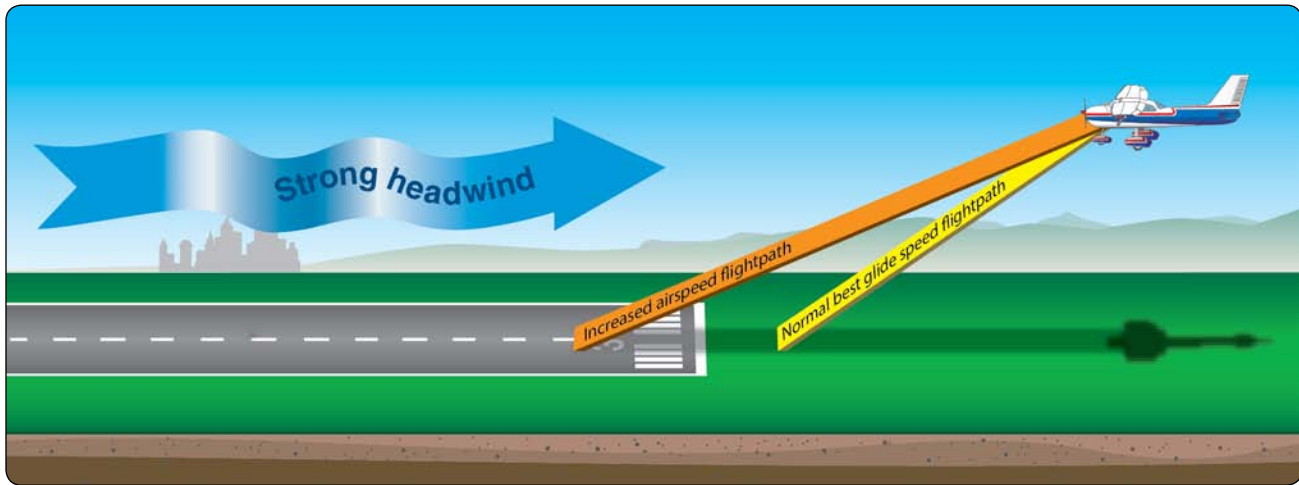 Strong headwind
Increased airspeed flightpath
Normal best glide speed flightpath